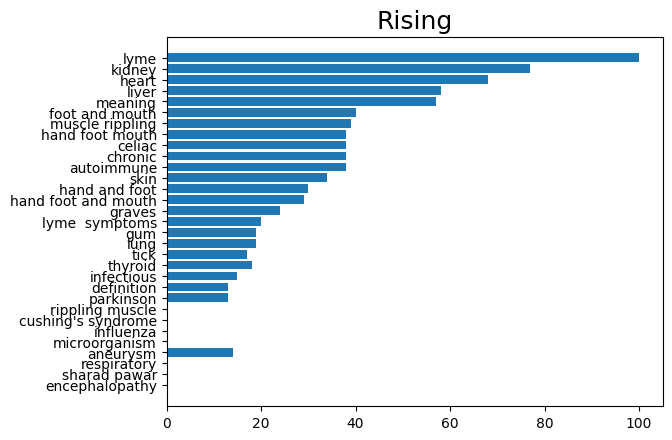 Rising
lyme
kidney
heart
liver
meaning
foot and mouth
muscle rippling
hand foot mouth
celiac
chronic
autoimmune
skin
hand and foot
hand foot and mouth
graves
lyme  symptoms
gum
lung
tick
thyroid
infectious
definition
parkinson
rippling muscle
cushing's syndrome
influenza
microorganism
aneurysm
respiratory
sharad pawar
encephalopathy
0 20 40 60 80 100